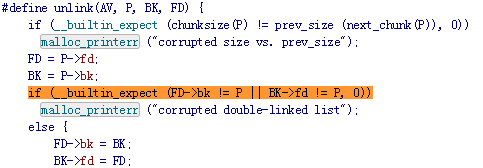 #define unlink(AV, P, BK, FD) {
if (__builtin_expect (chunksize(P) != prev_size (next_chunk(P)), 0))
malloc_printerr ("corrupted size vs. prev_size");
FD = P->fd;
BK = P->bk;
if (__builtin_expect (FD->bk != P || BK->fd != P, 0))
malloc_printerr ("corrupted double-linked list");
else {
FD->bk = BK;
BK->fd = FD;